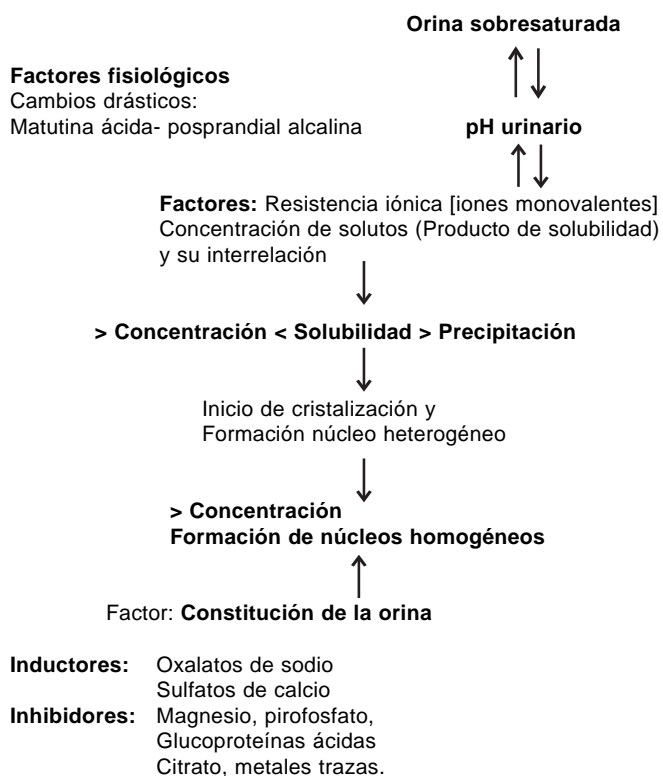 Orina sobresaturada
Factores fisiológicos
Cambios drásticos:
Matutina ácida- posprandial alcalina
pH urinario
Factores: Resistencia iónica [iones monovalentes]
Concentración de solutos (Producto de solubilidad)
y su interrelación
> Concentración < Solubilidad > Precipitación
Inicio de cristalización y
Formación núcleo heterogéneo
> Concentración
Formación de núcleos homogéneos
Factor: Constitución de la orina
Inductores: Oxalatos de sodio
Sulfatos de calcio
Inhibidores: Magnesio, pirofosfato,
Glucoproteínas ácidas
Citrato, metales trazas.